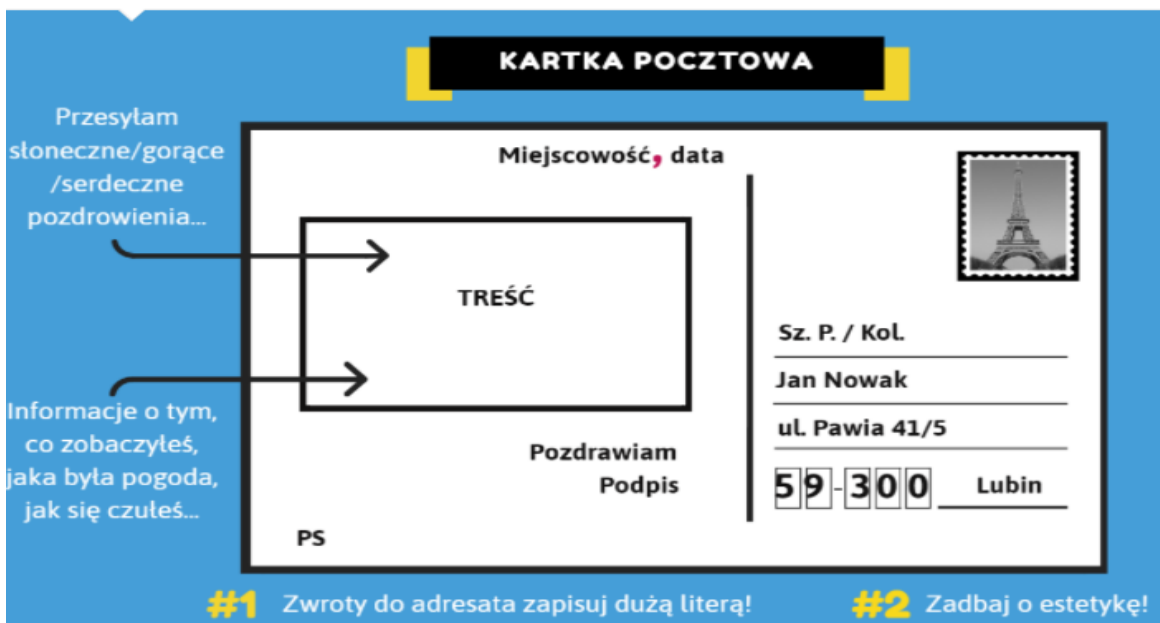 KARTKA POCZTOWA
Przesyłam
słoneczne/gorące
/serdeczne
pozdrowienia...
Informacje o tym,
co zobaczyłeś,
jaka była pogoda,
jak się czułeś...
Miejscowość, data
TREŚĆ
Pozdrawiam
Podpis
PS
Sz. P. / Kol.
Jan Nowak
ul. Pawia 41/5
59-300 Lubin
#1 Zwroty do adresata zapisuj dużą literą!
#2 Zadbaj o estetykę!